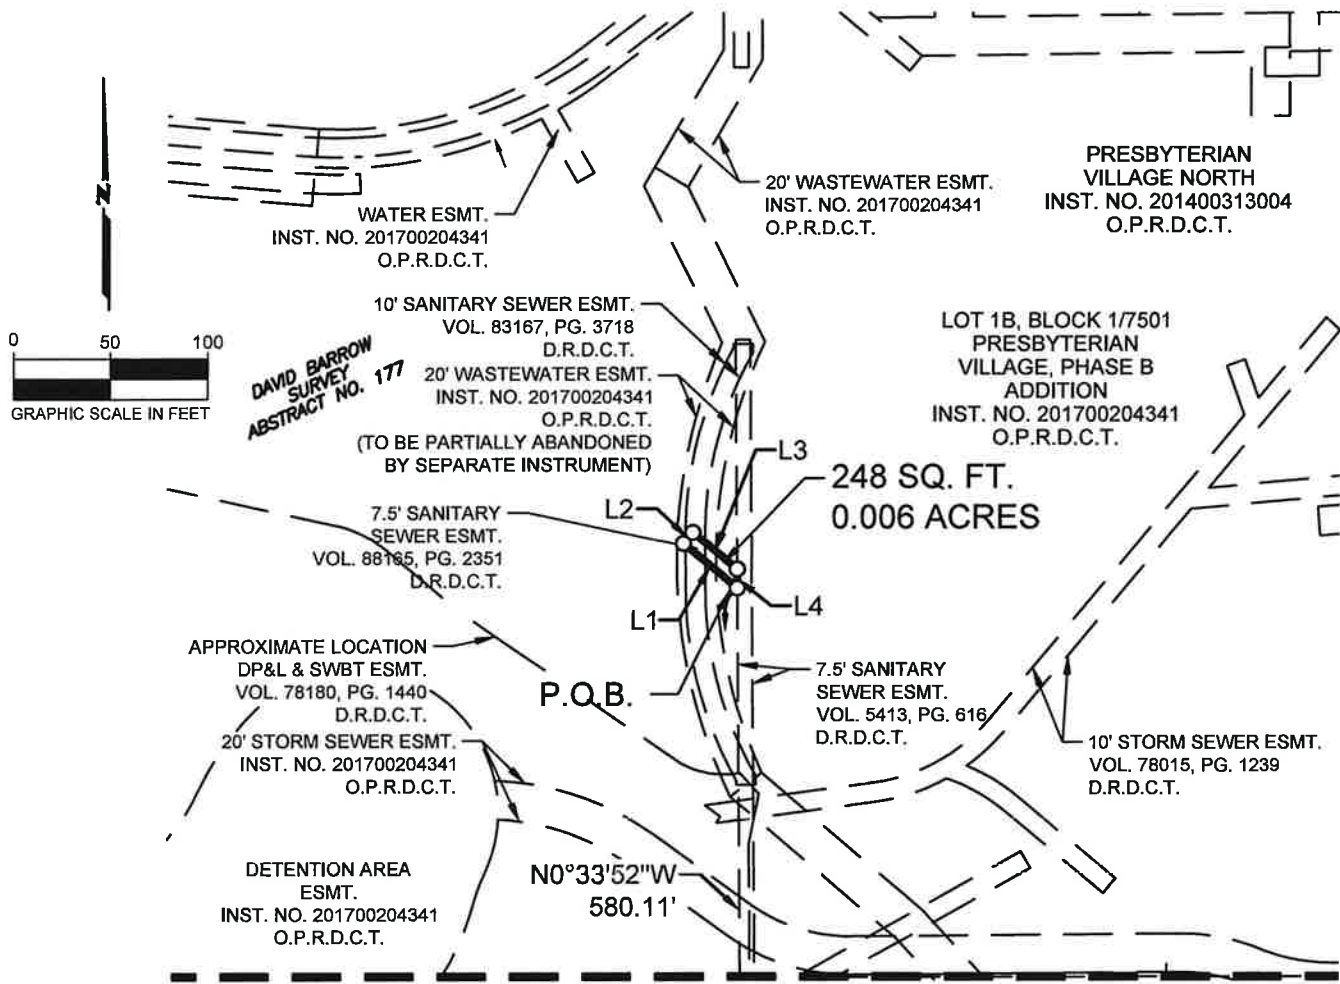 PRESBYTERIAN
VILLAGE NORTH
INST. NO. 201400313004
O.P.R.D.C.T.
20' WASTEWATER ESMT.
INST. NO. 201700204341
O.P.R.D.C.T.
N
WATER ESMT.
INST. NO. 201700204341
O.P.R.D.C.T.
10' SANITARY SEWER ESMT.
VOL. 83167, PG. 3718
D.R.D.C.T.
LOT 1B, BLOCK 1/7501
PRESBYTERIAN
VILLAGE, PHASE B
ADDITION
INST. NO. 201700204341
O.P.R.D.C.T.
0 50 100
GRAPHIC SCALE IN FEET
DAVID BARROW
SURVEY
ABSTRACT NO. 177
20' WASTEWATER ESMT.
INST. NO. 201700204341
O.P.R.D.C.T.
(TO BE PARTIALLY ABANDONED
BY SEPARATE INSTRUMENT)
L3
248 SQ. FT.
0.006 ACRES
L2
7.5' SANITARY
SEWER ESMT.
VOL. 88165, PG. 2351
D.R.D.C.T.
L1
L4
APPROXIMATE LOCATION
DP&L & SWBT ESMT.
VOL. 78180, PG. 1440
D.R.D.C.T.
P.O.B.
7.5' SANITARY
SEWER ESMT.
VOL. 5413, PG. 616
D.R.D.C.T.
20' STORM SEWER ESMT.
INST. NO. 201700204341
O.P.R.D.C.T.
10' STORM SEWER ESMT.
VOL. 78015, PG. 1239
D.R.D.C.T.
DETENTION AREA
ESMT.
INST. NO. 201700204341
O.P.R.D.C.T.
N0°33'52"W
580.11'